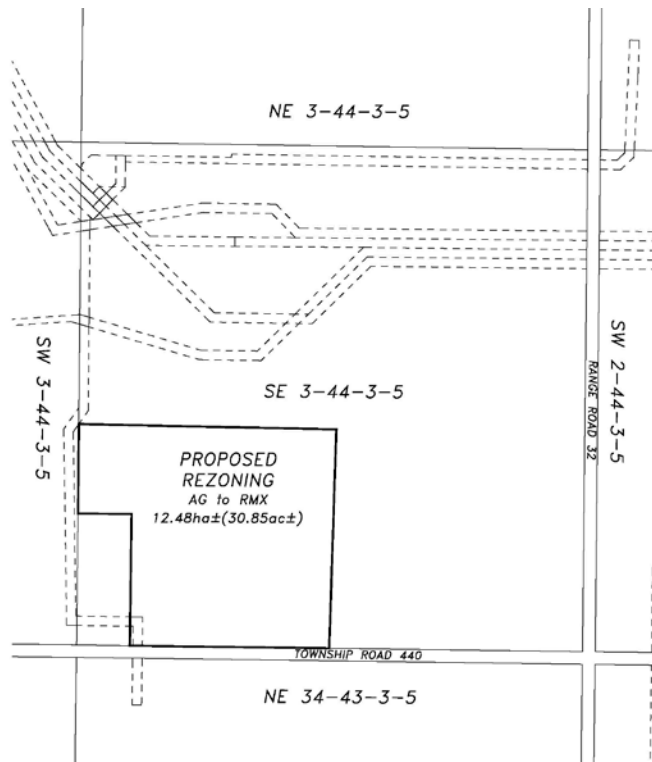 NE 3-44-3-5
SW 3-44-3-5
SE 3-44-3-5
RANGE ROAD 32
SW 2-44-3-5
PROPOSED
REZONING
AG to RMX
12.48ha±(30.85ac±)
TOWNSHIP ROAD 440
NE 34-43-3-5